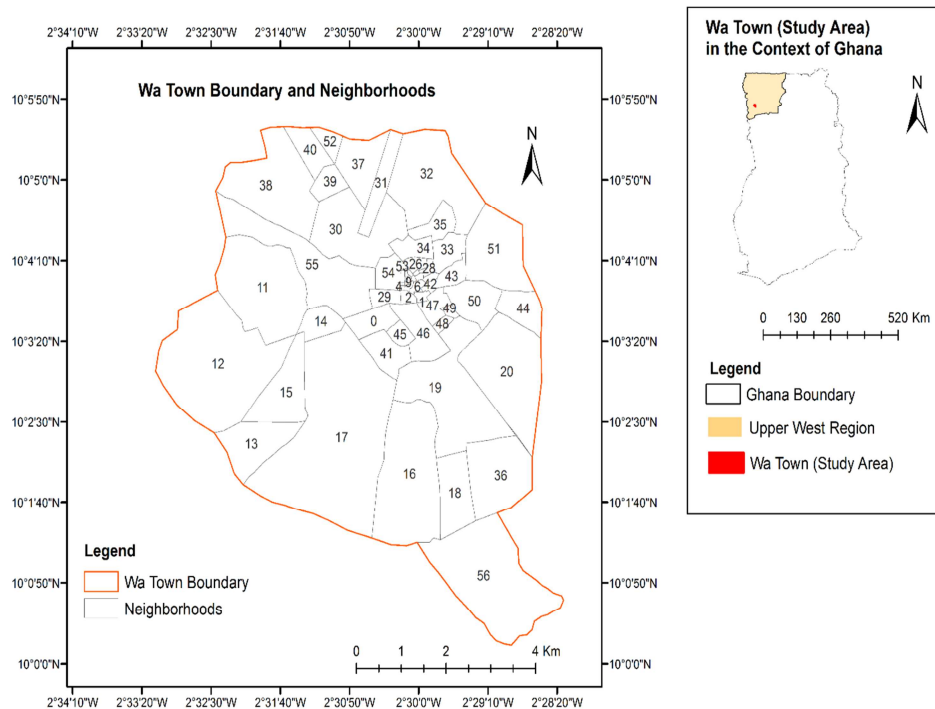 2°34'10"W 2°33'20"W 2°32'30"W 2°31'40"W 2°30'50"W 2°30'0"W 2°29'10"W 2°28'20"W
Wa Town Boundary and Neighborhoods
N
10°5'50"N 10°5'50"N
10°5'0"N 10°5'0"N
10°4'10"N 10°4'10"N
10°3'20"N 10°3'20"N
10°2'30"N 10°2'30"N
10°1'40"N 10°1'40"N
10°0'50"N 10°0'50"N
10°0'0"N 10°0'0"N
52
40
37
39
31
32
38
30
35
34
33
51
55
53
26
28
54
43
11
9
4
6
42
29
2
1
47
50
44
14
0
49
48
45
46
41
12
20
15
19
17
13
16
36
18
56
Legend
Wa Town Boundary
Neighborhoods
0 1 2 4 Km
2°34'10"W 2°33'20"W 2°32'30"W 2°31'40"W 2°30'50"W 2°30'0"W 2°29'10"W 2°28'20"W
Wa Town (Study Area)
in the Context of Ghana
N
0 130 260 520 Km
Legend
Ghana Boundary
Upper West Region
Wa Town (Study Area)